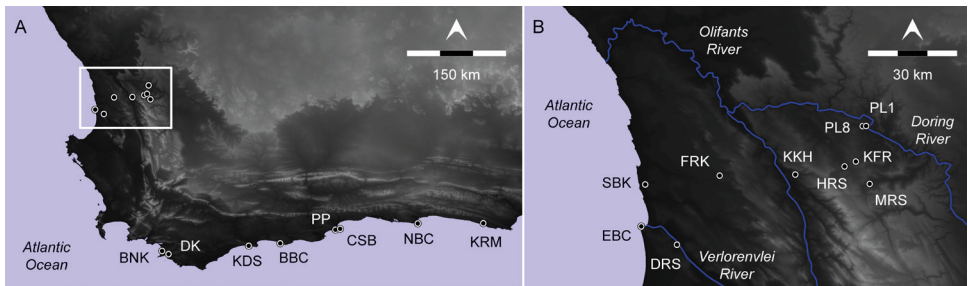 A
150 km
Atlantic
Ocean
BNK
DK
KDS
BBC
PP
CSB
NBC
KRM
B
Olifants
River
30 km
Atlantic
Ocean
PL1
PL8
Doring
River
FRK
KKH
KFR
HRS
MRS
SBK
EBC
DRS
Verlorenvlei
River